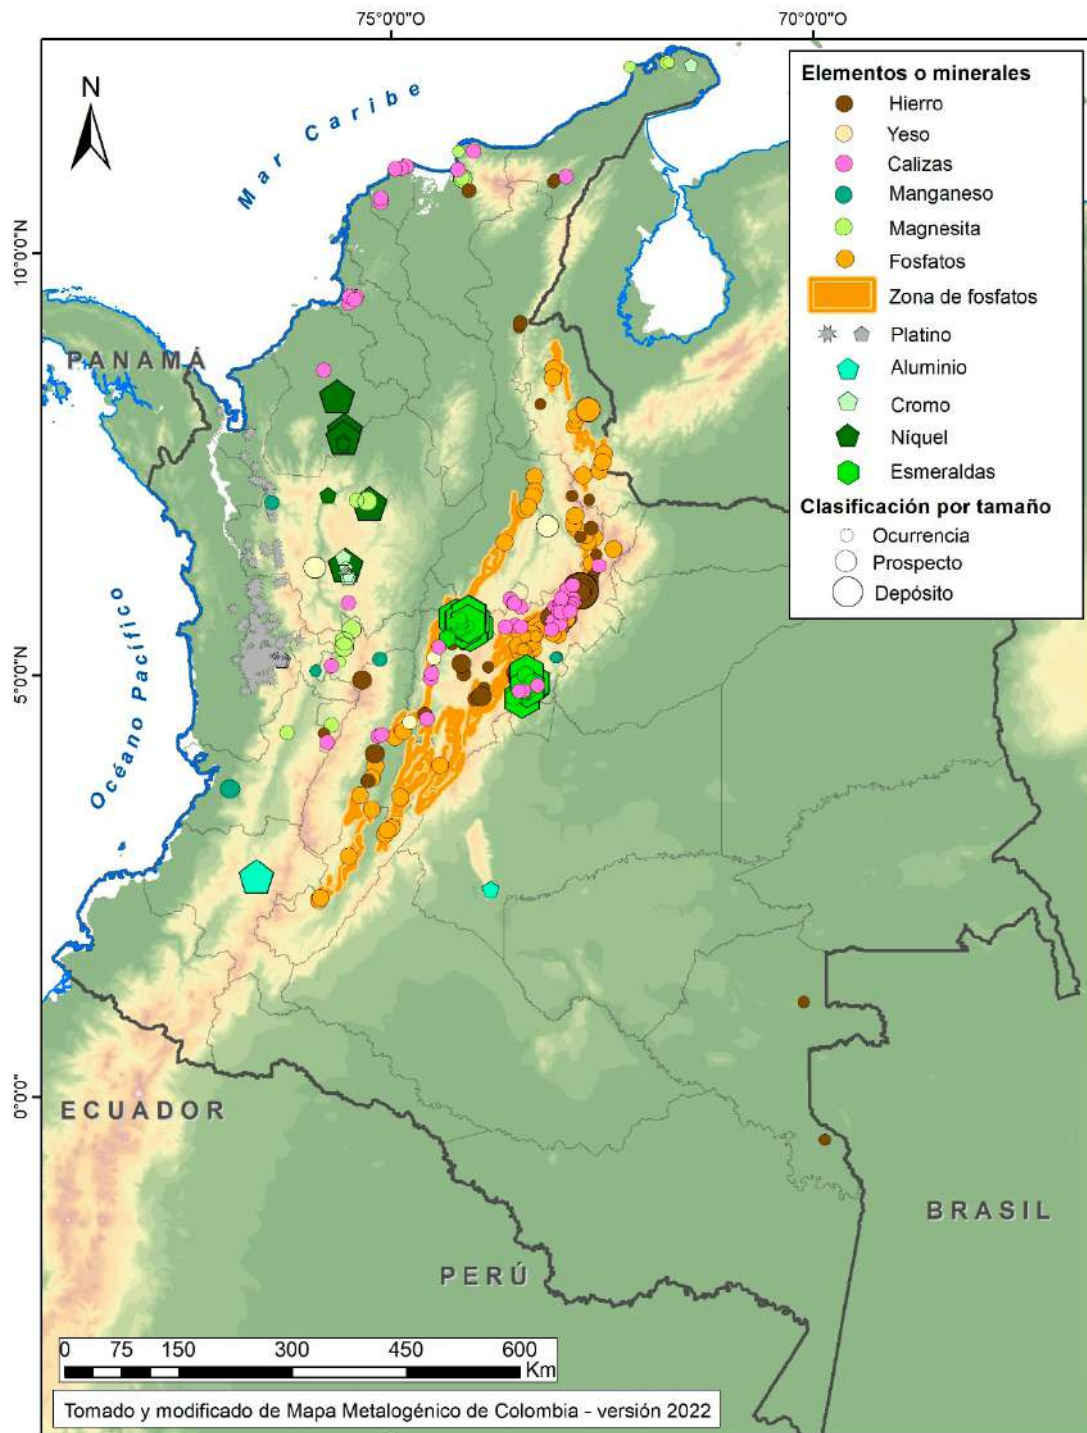 75°0'0"O
70°0'0"O
N
Mar Caribe
Elementos o minerales
Hierro
Yeso
Calizas
Manganeso
Magnesita
Fosfatos
Zona de fosfatos
Platino
Aluminio
Cromo
Níquel
Esmeraldas
Clasificación por tamaño
Ocurrencia
Prospecto
Depósito
10°0'0"N
PANAMÁ
5°0'0"N
Océano Pacífico
0°0'0"
ECUADOR
BRASIL
PERÚ
0 75 150 300 450 600
Km
Tomado y modificado de Mapa Metalogénico de Colombia - versión 2022